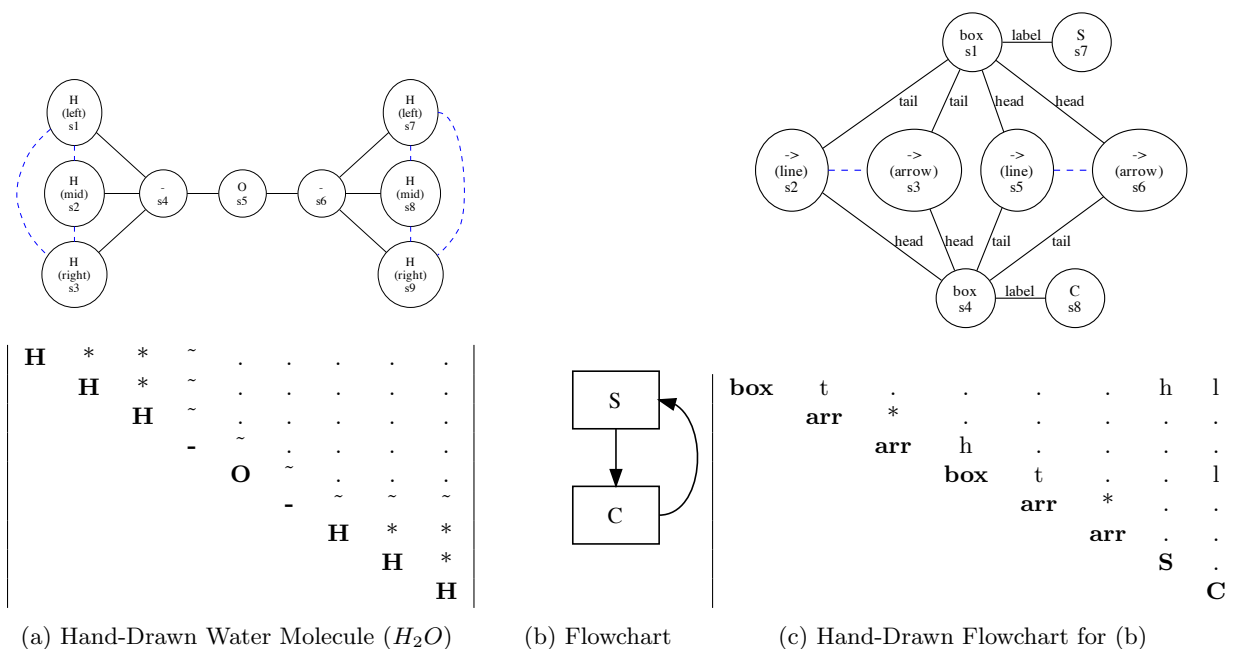 H
(left)
s1
H
(mid)
s2
H
(right)
s3
-
s4
O
s5
-
s6
H
(left)
s7
H
(mid)
s8
H
(right)
s9
H * * ~ . . . . .
H * ~ . . . . .
H ~ . . . . .
- ~ . . . .
O ~ . . .
- ~ ~ ~
H * *
H *
H
(a) Hand-Drawn Water Molecule (H2O)
S
C
(b) Flowchart
box
s1
label
S
s7
tail
tail
head
head
->
(line)
s2
->
(arrow)
s3
->
(line)
s5
->
(arrow)
s6
head
head
tail
tail
box
s4
label
C
s8
box t . . . . h l
arr * . . . . .
arr h . . . .
box t . . l
arr * . .
arr . .
S .
C
(c) Hand-Drawn Flowchart for (b)